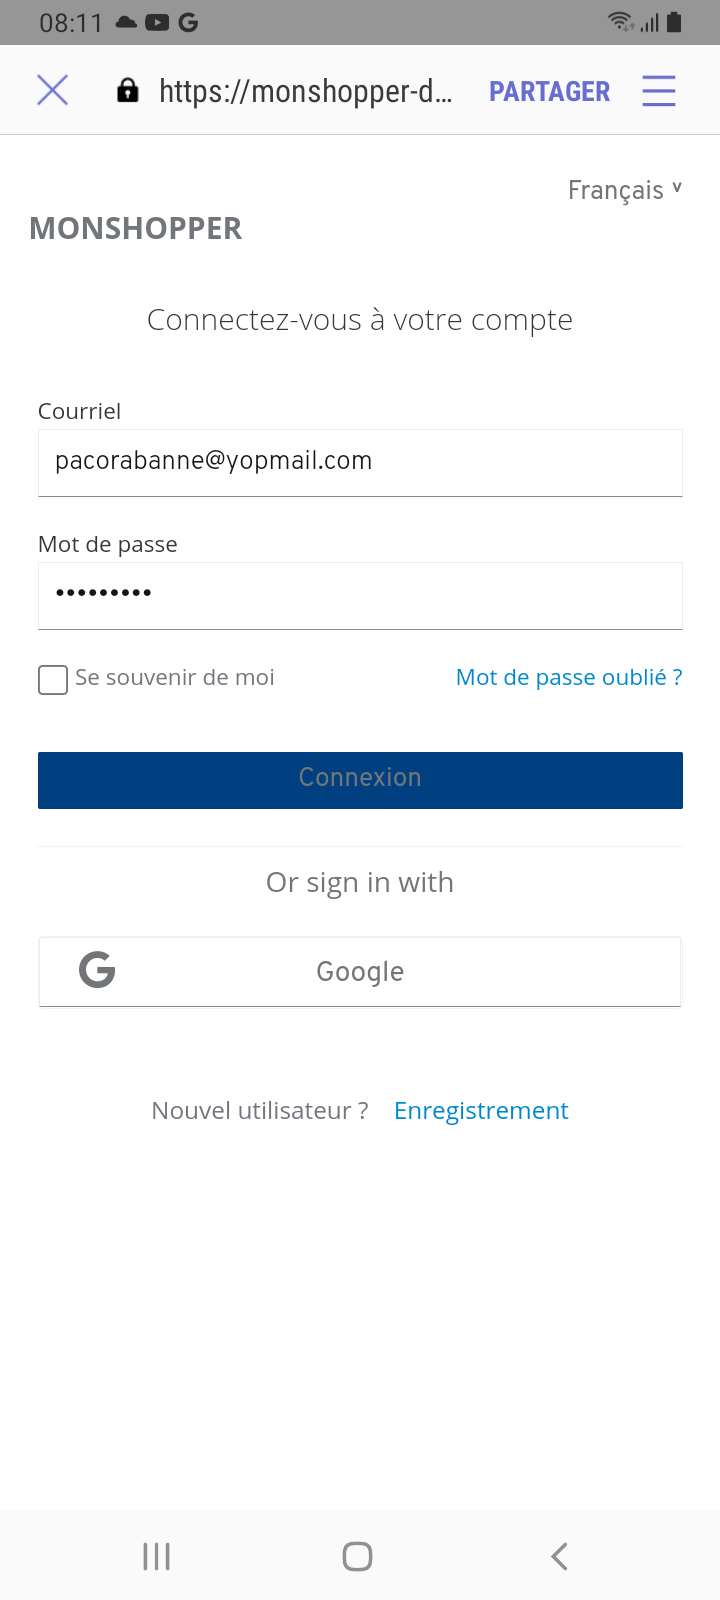 08:11
https://monshopper-d... PARTAGER
Français
MONSHOPPER
Connectez-vous à votre compte
Courriel
pacorabanne@yopmail.com
Mot de passe
•••••••••
Se souvenir de moi Mot de passe oublié ?
Connexion
Or sign in with
G Google
Nouvel utilisateur ? Enregistrement